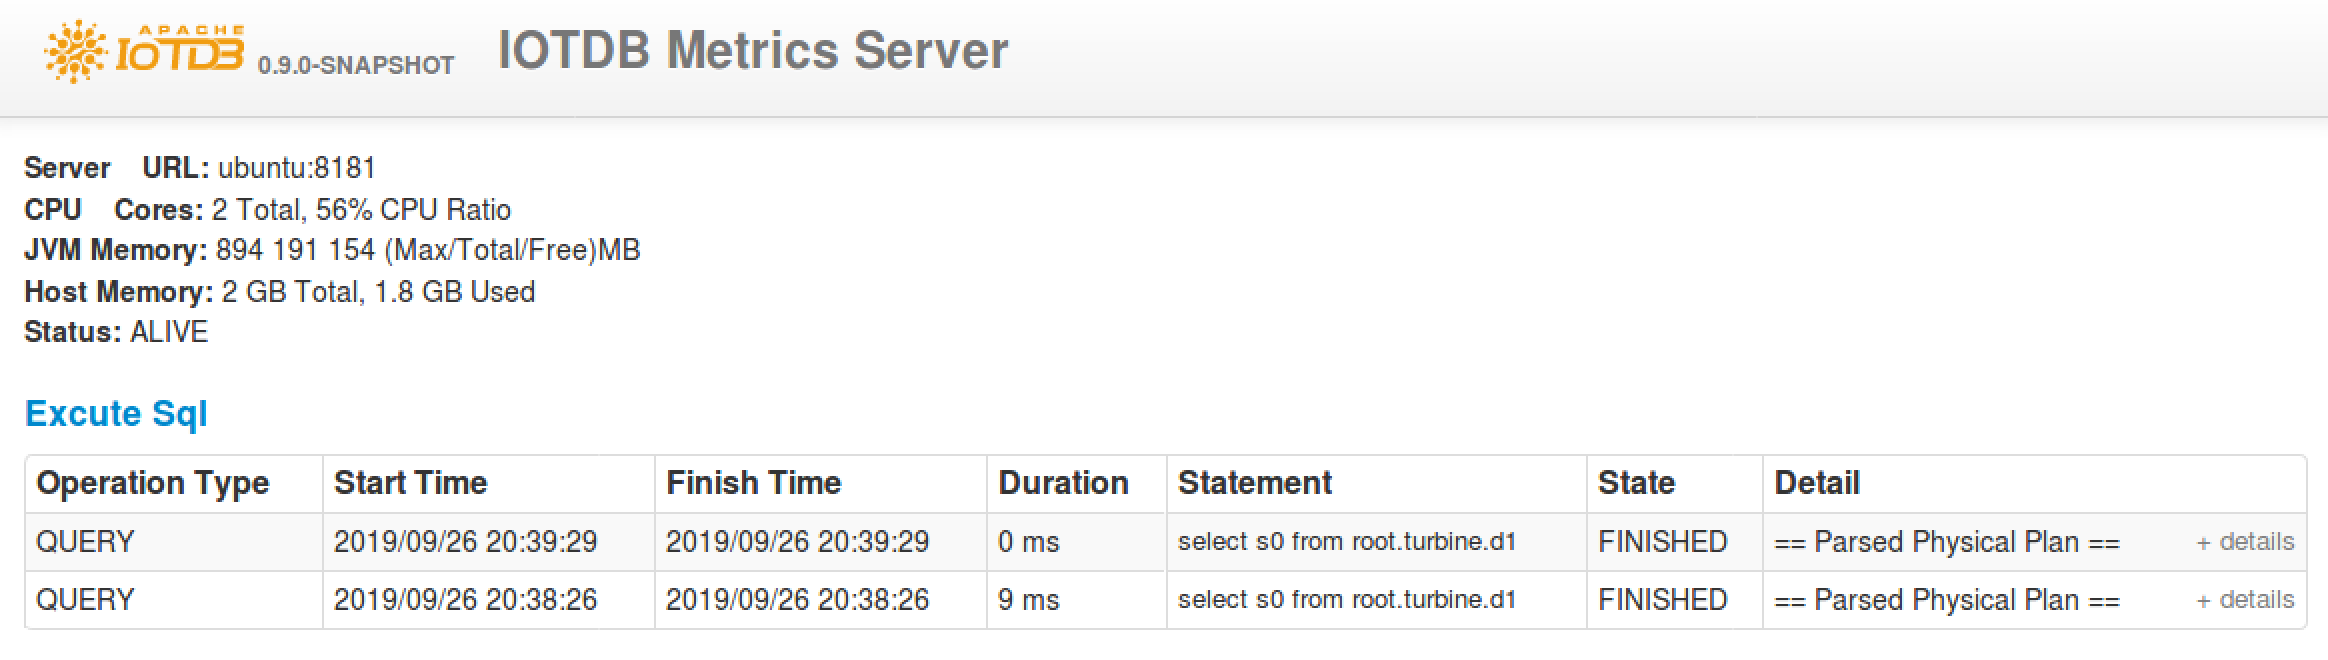 APACHE
IoTDB 0.9.0-SNAPSHOT IOTDB Metrics Server
Server URL: ubuntu:8181
CPU Cores: 2 Total, 56% CPU Ratio
JVM Memory: 894 191 154 (Max/Total/Free)MB
Host Memory: 2 GB Total, 1.8 GB Used
Status: ALIVE
Excute Sql
Operation Type Start Time Finish Time Duration Statement State Detail
QUERY 2019/09/26 20:39:29 2019/09/26 20:39:29 0 ms select s0 from root.turbine.d1 FINISHED == Parsed Physical Plan == + details
QUERY 2019/09/26 20:38:26 2019/09/26 20:38:26 9 ms select s0 from root.turbine.d1 FINISHED == Parsed Physical Plan == + details